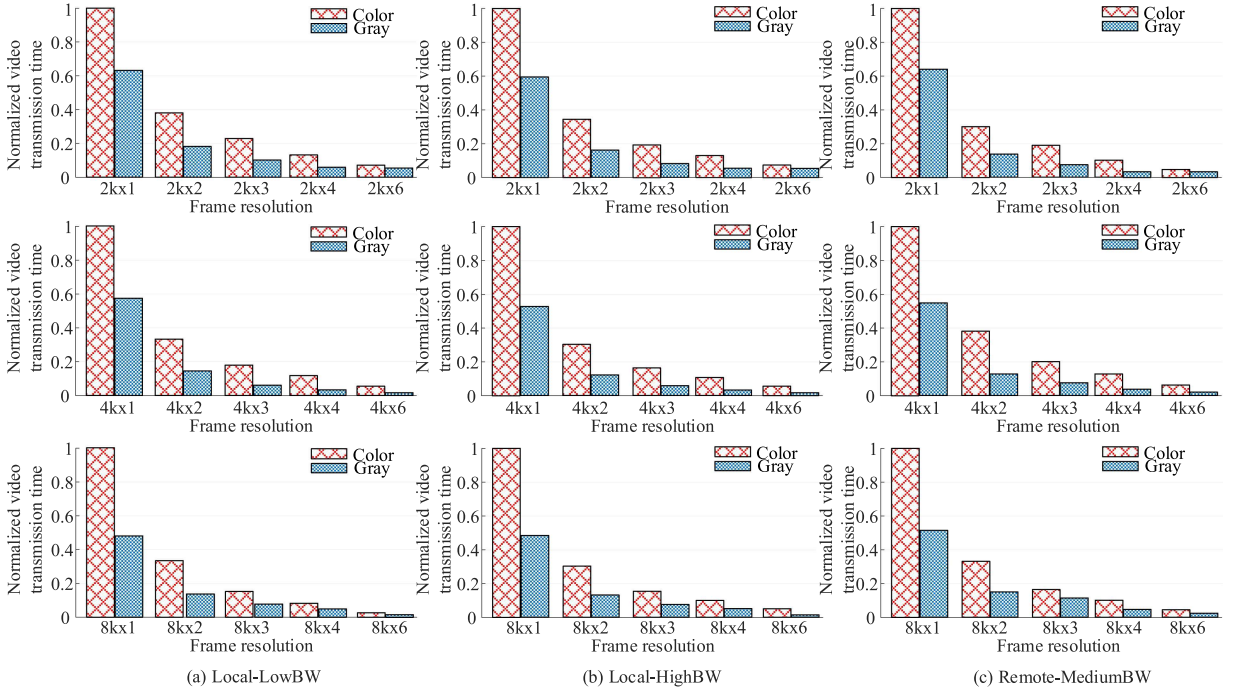 Normalized video
transmission time
1
0.8
0.6
0.4
0.2
0
Color
Gray
2kx1 2kx2 2kx3 2kx4 2kx6
Frame resolution
Normalized video
transmission time
1
0.8
0.6
0.4
0.2
0
Color
Gray
2kx1 2kx2 2kx3 2kx4 2kx6
Frame resolution
Normalized video
transmission time
1
0.8
0.6
0.4
0.2
0
Color
Gray
2kx1 2kx2 2kx3 2kx4 2kx6
Frame resolution
Normalized video
transmission time
1
0.8
0.6
0.4
0.2
0
Color
Gray
4kx1 4kx2 4kx3 4kx4 4kx6
Frame resolution
Normalized video
transmission time
1
0.8
0.6
0.4
0.2
0
Color
Gray
4kx1 4kx2 4kx3 4kx4 4kx6
Frame resolution
Normalized video
transmission time
1
0.8
0.6
0.4
0.2
0
Color
Gray
4kx1 4kx2 4kx3 4kx4 4kx6
Frame resolution
Normalized video
transmission time
1
0.8
0.6
0.4
0.2
0
Color
Gray
8kx1 8kx2 8kx3 8kx4 8kx6
Frame resolution
Normalized video
transmission time
1
0.8
0.6
0.4
0.2
0
Color
Gray
8kx1 8kx2 8kx3 8kx4 8kx6
Frame resolution
Normalized video
transmission time
1
0.8
0.6
0.4
0.2
0
Color
Gray
8kx1 8kx2 8kx3 8kx4 8kx6
Frame resolution
(a) Local-LowBW
(b) Local-HighBW
(c) Remote-MediumBW